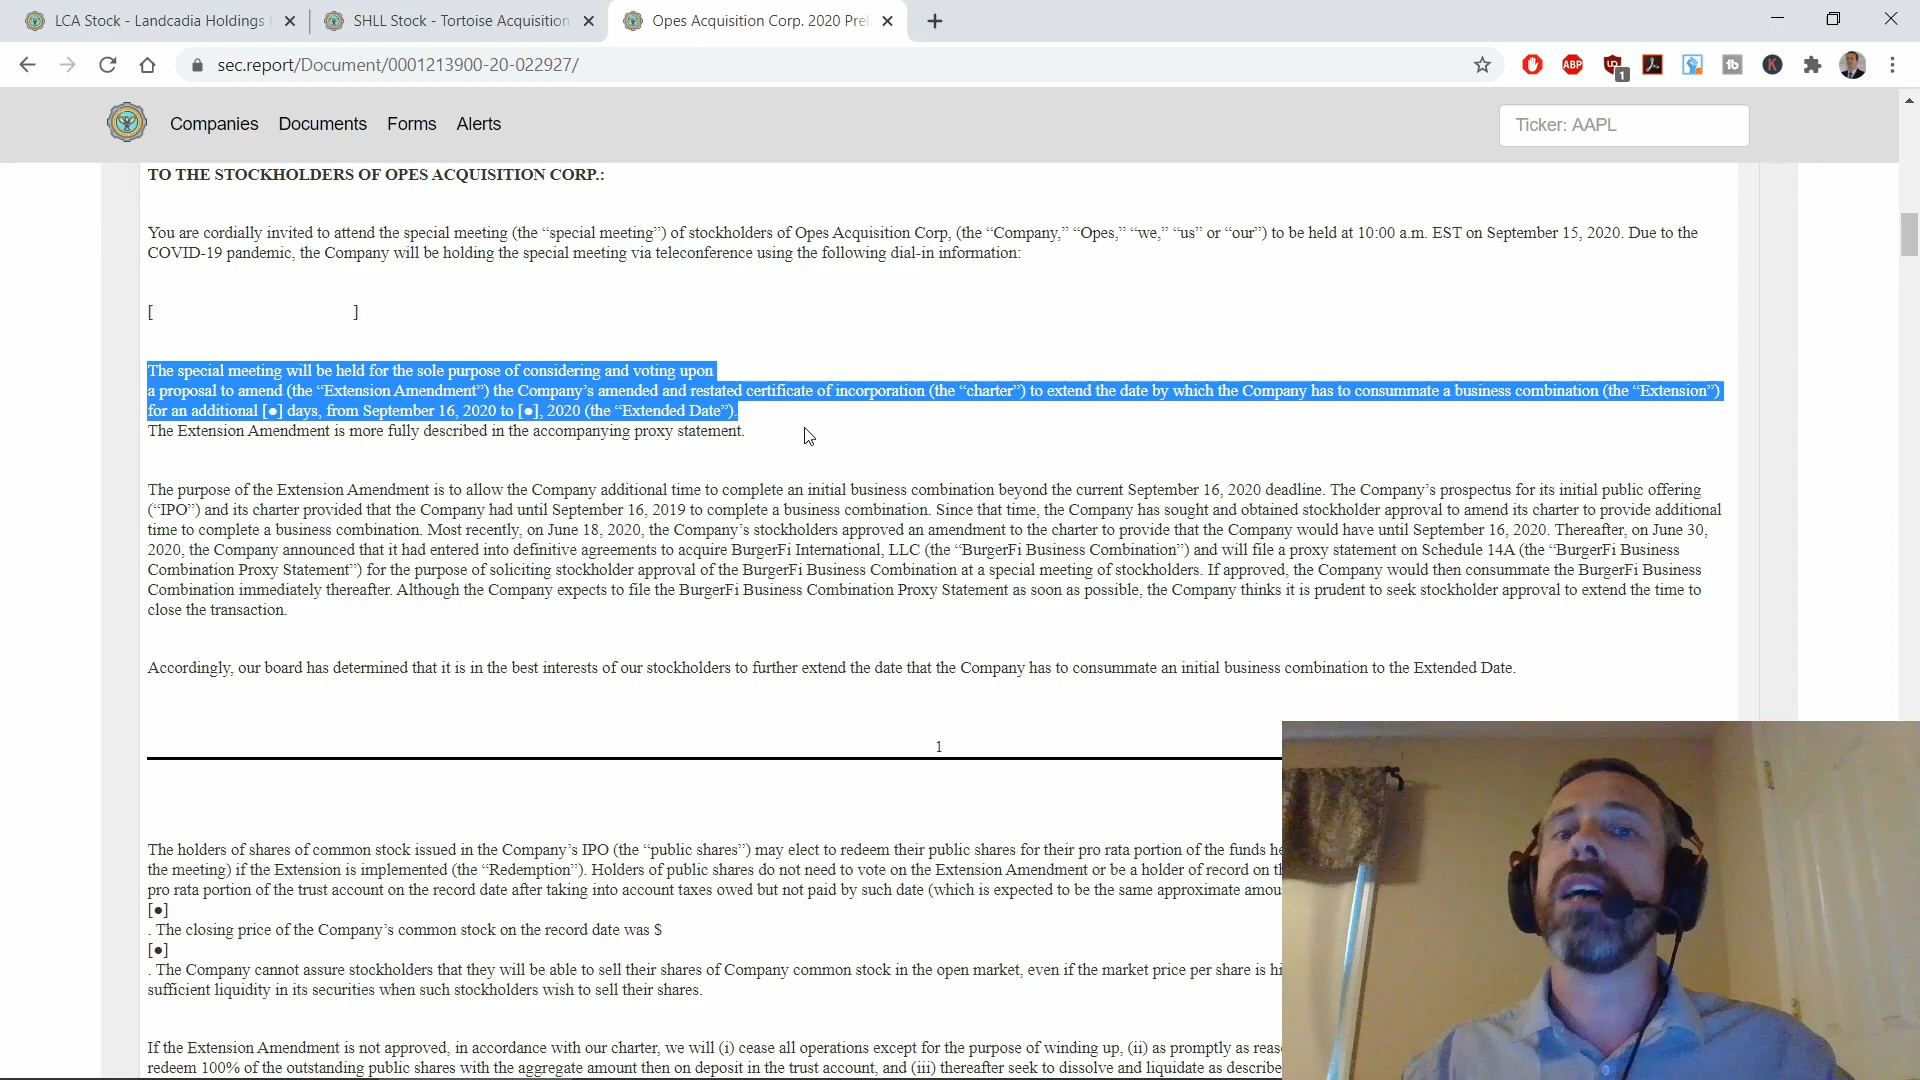 LCA Stock - Landcadia Holdings
SHLL Stock - Tortoise Acquisition
Opes Acquisition Corp. 2020 Prel
sec.report/Document/0001213900-20-022927/
ABP
1
tb
K
Companies Documents Forms Alerts
Ticker: AAPL
TO THE STOCKHOLDERS OF OPES ACQUISITION CORP.:
You are cordially invited to attend the special meeting (the “special meeting”) of stockholders of Opes Acquisition Corp, (the “Company,” “Opes,” “we,” “us” or “our”) to be held at 10:00 a.m. EST on September 15, 2020. Due to the
COVID-19 pandemic, the Company will be holding the special meeting via teleconference using the following dial-in information:
[ ]
The special meeting will be held for the sole purpose of considering and voting upon
a proposal to amend (the “Extension Amendment”) the Company’s amended and restated certificate of incorporation (the “charter”) to extend the date by which the Company has to consummate a business combination (the “Extension”)
for an additional [●] days, from September 16, 2020 to [●], 2020 (the “Extended Date”).
The Extension Amendment is more fully described in the accompanying proxy statement.
The purpose of the Extension Amendment is to allow the Company additional time to complete an initial business combination beyond the current September 16, 2020 deadline. The Company’s prospectus for its initial public offering
(“IPO”) and its charter provided that the Company had until September 16, 2019 to complete a business combination. Since that time, the Company has sought and obtained stockholder approval to amend its charter to provide additional
time to complete a business combination. Most recently, on June 18, 2020, the Company’s stockholders approved an amendment to the charter to provide that the Company would have until September 16, 2020. Thereafter, on June 30,
2020, the Company announced that it had entered into definitive agreements to acquire BurgerFi International, LLC (the “BurgerFi Business Combination”) and will file a proxy statement on Schedule 14A (the “BurgerFi Business
Combination Proxy Statement”) for the purpose of soliciting stockholder approval of the BurgerFi Business Combination at a special meeting of stockholders. If approved, the Company would then consummate the BurgerFi Business
Combination immediately thereafter. Although the Company expects to file the BurgerFi Business Combination Proxy Statement as soon as possible, the Company thinks it is prudent to seek stockholder approval to extend the time to
close the transaction.
Accordingly, our board has determined that it is in the best interests of our stockholders to further extend the date that the Company has to consummate an initial business combination to the Extended Date.
1
The holders of shares of common stock issued in the Company’s IPO (the “public shares”) may elect to redeem their public shares for their pro rata portion of the funds he
the meeting) if the Extension is implemented (the “Redemption”). Holders of public shares do not need to vote on the Extension Amendment or be a holder of record on th
pro rata portion of the trust account on the record date after taking into account taxes owed but not paid by such date (which is expected to be the same approximate amou
[●]
. The closing price of the Company’s common stock on the record date was $
[●]
. The Company cannot assure stockholders that they will be able to sell their shares of Company common stock in the open market, even if the market price per share is hi
sufficient liquidity in its securities when such stockholders wish to sell their shares.
If the Extension Amendment is not approved, in accordance with our charter, we will (i) cease all operations except for the purpose of winding up, (ii) as promptly as reas
redeem 100% of the outstanding public shares with the aggregate amount then on deposit in the trust account, and (iii) thereafter seek to dissolve and liquidate as describe